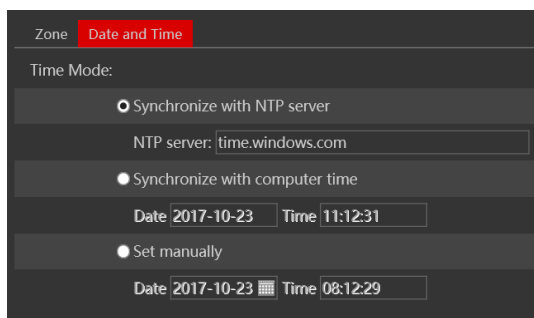 Zone Date and Time
Time Mode:
Synchronize with NTP server
NTP server: time.windows.com
Synchronize with computer time
Date 2017-10-23 Time 11:12:31
Set manually
Date 2017-10-23 Time 08:12:29